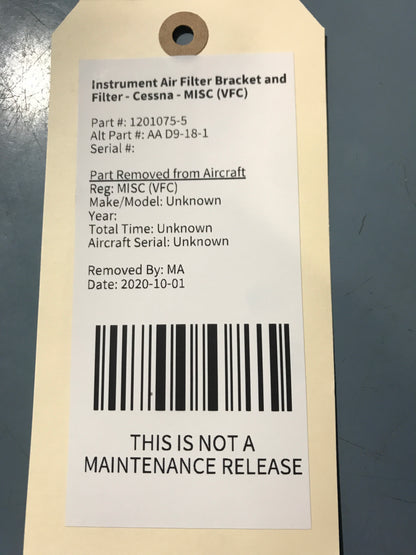 Instrument Air Filter Bracket and
Filter - Cessna - MISC (VFC)
Part #: 1201075-5
Alt Part #: AA D9-18-1
Serial #:
Part Removed from Aircraft
Reg: MISC (VFC)
Make/Model: Unknown
Year:
Total Time: Unknown
Aircraft Serial: Unknown
Removed By: MA
Date: 2020-10-01
THIS IS NOT A
MAINTENANCE RELEASE